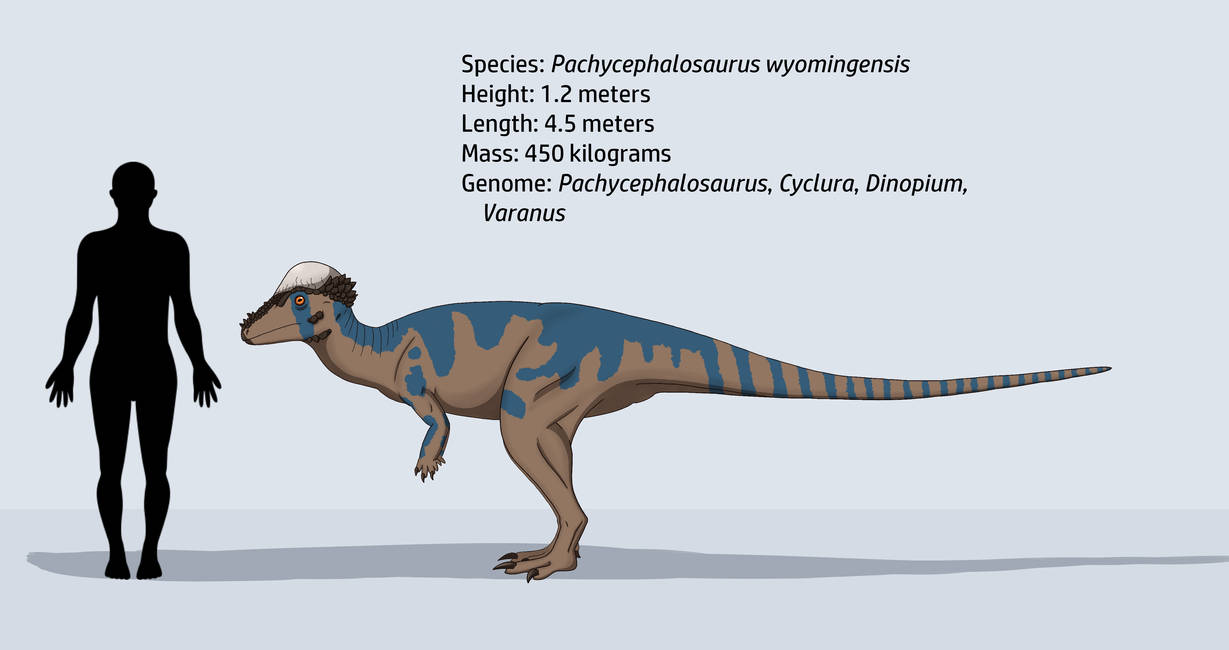 Species: Pachycephalosaurus wyomingensis
Height: 1.2 meters
Length: 4.5 meters
Mass: 450 kilograms
Genome: Pachycephalosaurus, Cyclura, Dinopium,
Varanus